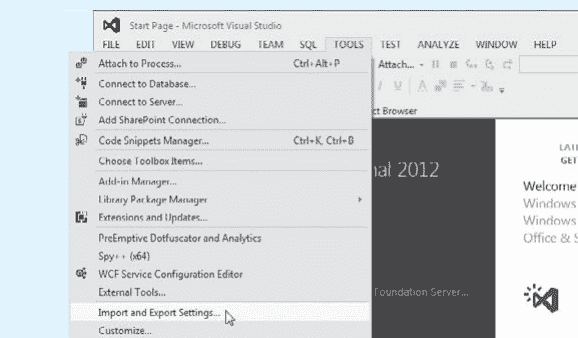 Start Page - Microsoft Visual Studio
FILE EDIT VIEW DEBUG TEAM SQL TOOLS TEST ANALYZE WINDOW HELP
Attach to Process... Ctrl+Alt+P
Attach...
Connect to Database...
Connect to Server...
Add SharePoint Connection...
ct Browser
Code Snippets Manager... Ctrl+K, Ctrl+B
Choose Toolbox Items...
nal 2012
LATE
GET
Add-in Manager...
Welcome
Library Package Manager
Windows
Extensions and Updates...
Windows
PreEmptive Dotfuscator and Analytics
Office & S
Spy++ (x64)
WCF Service Configuration Editor
External Tools...
Foundation Server...
Import and Export Settings...
Customize...